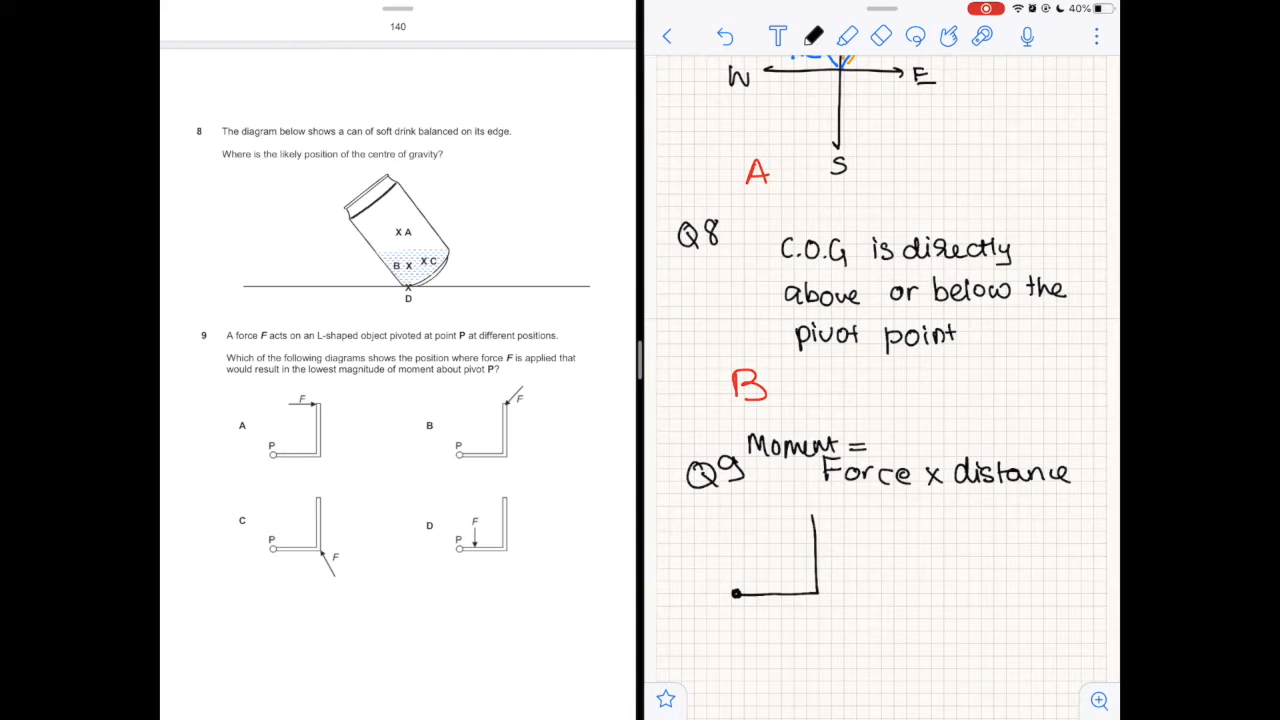 140
8 The diagram below shows a can of soft drink balanced on its edge.
Where is the likely position of the centre of gravity?
X A
B X X C
X
D
9 A force F acts on an L-shaped object pivoted at point P at different positions.
Which of the following diagrams shows the position where force F is applied that
would result in the lowest magnitude of moment about pivot P?
F F
A B
P P
C D F
P P
F
40%
T
W E
S
A
Q8 C.O.G is directly
above or below the
pivot point
B
Moment =
Q9 Force x distance